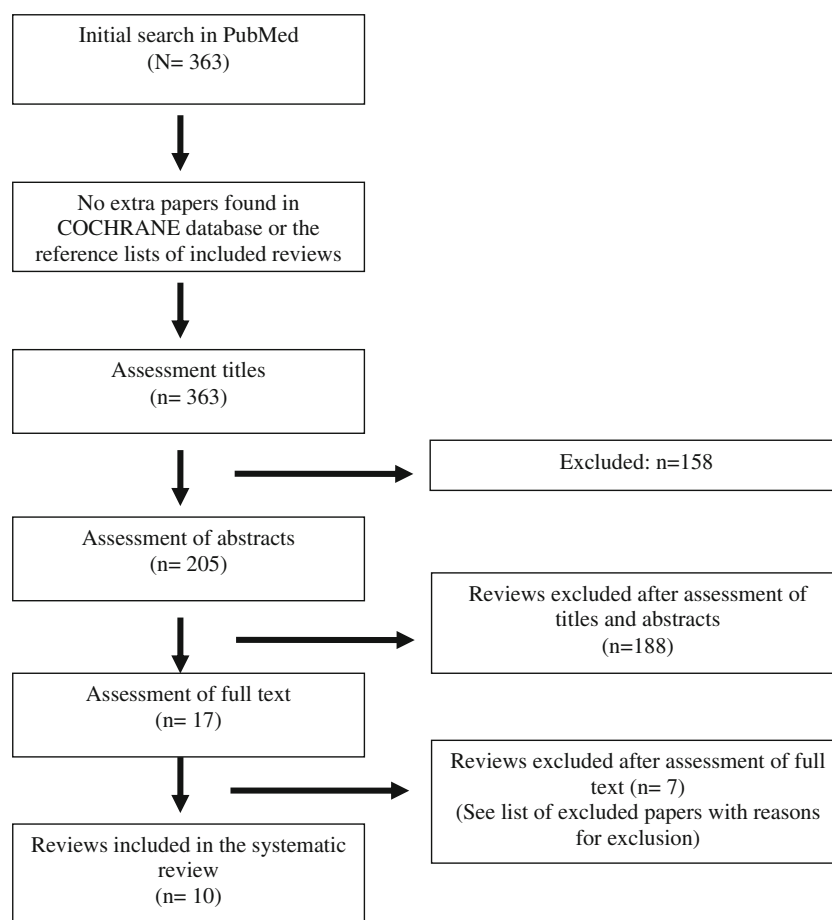 Initial search in PubMed
(N= 363)
No extra papers found in
COCHRANE database or the
reference lists of included reviews
Assessment titles
(n= 363)
Excluded: n=158
Assessment of abstracts
(n= 205)
Reviews excluded after assessment of
titles and abstracts
(n=188)
Assessment of full text
(n= 17)
Reviews excluded after assessment of full
text (n= 7)
(See list of excluded papers with reasons
for exclusion)
Reviews included in the systematic
review
(n= 10)